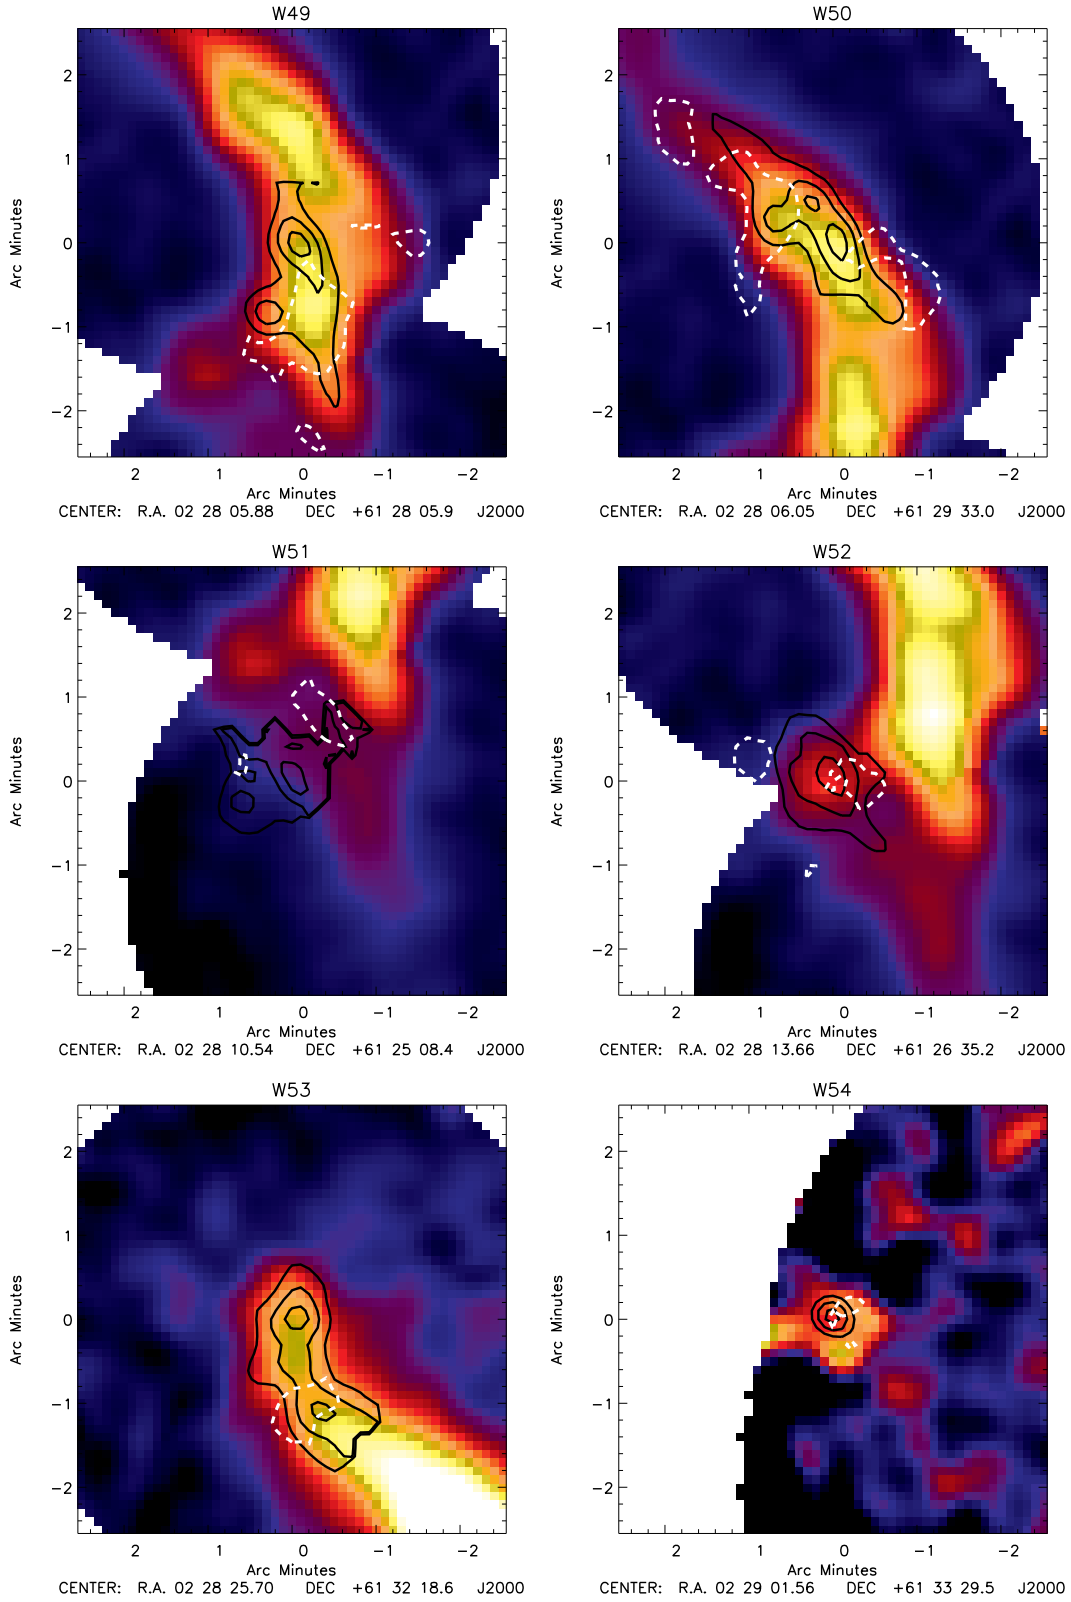 W49
W50
2
1
0
−1
−2
Arc Minutes
2 1 0 −1 −2
Arc Minutes
CENTER: R.A. 02 28 05.88 DEC +61 28 05.9 J2000
2
1
0
−1
−2
Arc Minutes
2 1 0 −1 −2
Arc Minutes
CENTER: R.A. 02 28 06.05 DEC +61 29 33.0 J2000
W51
W52
2
1
0
−1
−2
Arc Minutes
2 1 0 −1 −2
Arc Minutes
CENTER: R.A. 02 28 10.54 DEC +61 25 08.4 J2000
2
1
0
−1
−2
Arc Minutes
2 1 0 −1 −2
Arc Minutes
CENTER: R.A. 02 28 13.66 DEC +61 26 35.2 J2000
W53
W54
2
1
0
−1
−2
Arc Minutes
2 1 0 −1 −2
Arc Minutes
CENTER: R.A. 02 28 25.70 DEC +61 32 18.6 J2000
2
1
0
−1
−2
Arc Minutes
2 1 0 −1 −2
Arc Minutes
CENTER: R.A. 02 29 01.56 DEC +61 33 29.5 J2000